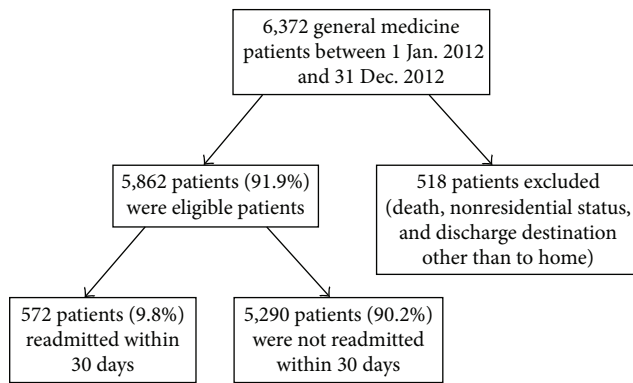 6,372 general medicine
patients between 1 Jan. 2012
and 31 Dec. 2012
5,862 patients (91.9%)
were eligible patients
518 patients excluded
(death, nonresidential status,
and discharge destination
other than to home)
572 patients (9.8%)
readmitted within
30 days
5,290 patients (90.2%)
were not readmitted
within 30 days